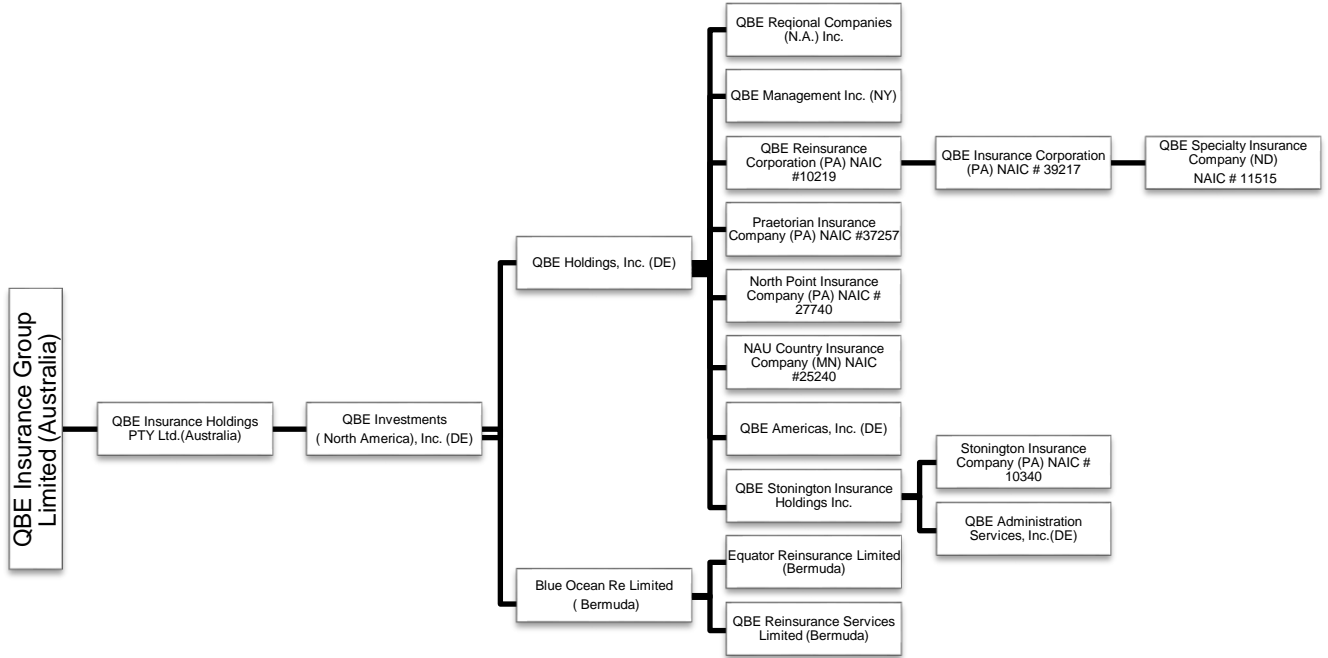 QBE Insurance Group
Limited (Australia)
QBE Insurance Holdings
PTY Ltd.(Australia)
QBE Investments
( North America), Inc. (DE)
QBE Holdings, Inc. (DE)
QBE Reqional Companies
(N.A.) Inc.
QBE Management Inc. (NY)
QBE Reinsurance
Corporation (PA) NAIC
#10219
QBE Insurance Corporation
(PA) NAIC # 39217
QBE Specialty Insurance
Company (ND)
NAIC # 11515
Praetorian Insurance
Company (PA) NAIC #37257
North Point Insurance
Company (PA) NAIC #
27740
NAU Country Insurance
Company (MN) NAIC
#25240
QBE Americas, Inc. (DE)
QBE Stonington Insurance
Holdings Inc.
Stonington Insurance
Company (PA) NAIC #
10340
QBE Administration
Services, Inc.(DE)
Blue Ocean Re Limited
( Bermuda)
Equator Reinsurance Limited
(Bermuda)
QBE Reinsurance Services
Limited (Bermuda)